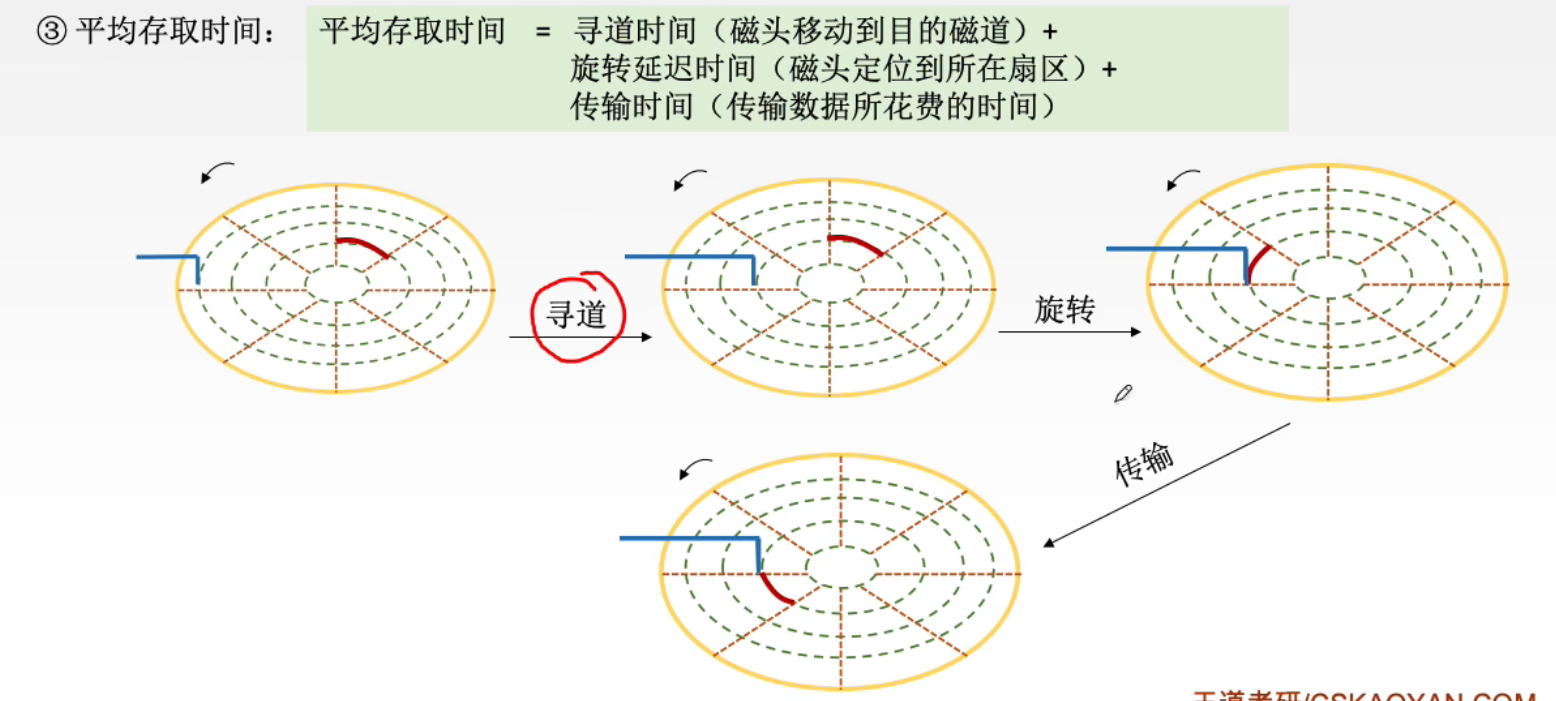 ③ 平均存取时间： 平均存取时间 = 寻道时间（磁头移动到目的磁道）+
旋转延迟时间（磁头定位到所在扇区）+
传输时间（传输数据所花费的时间）
寻道
旋转
传输
王道考研/CSKAOYAN.COM